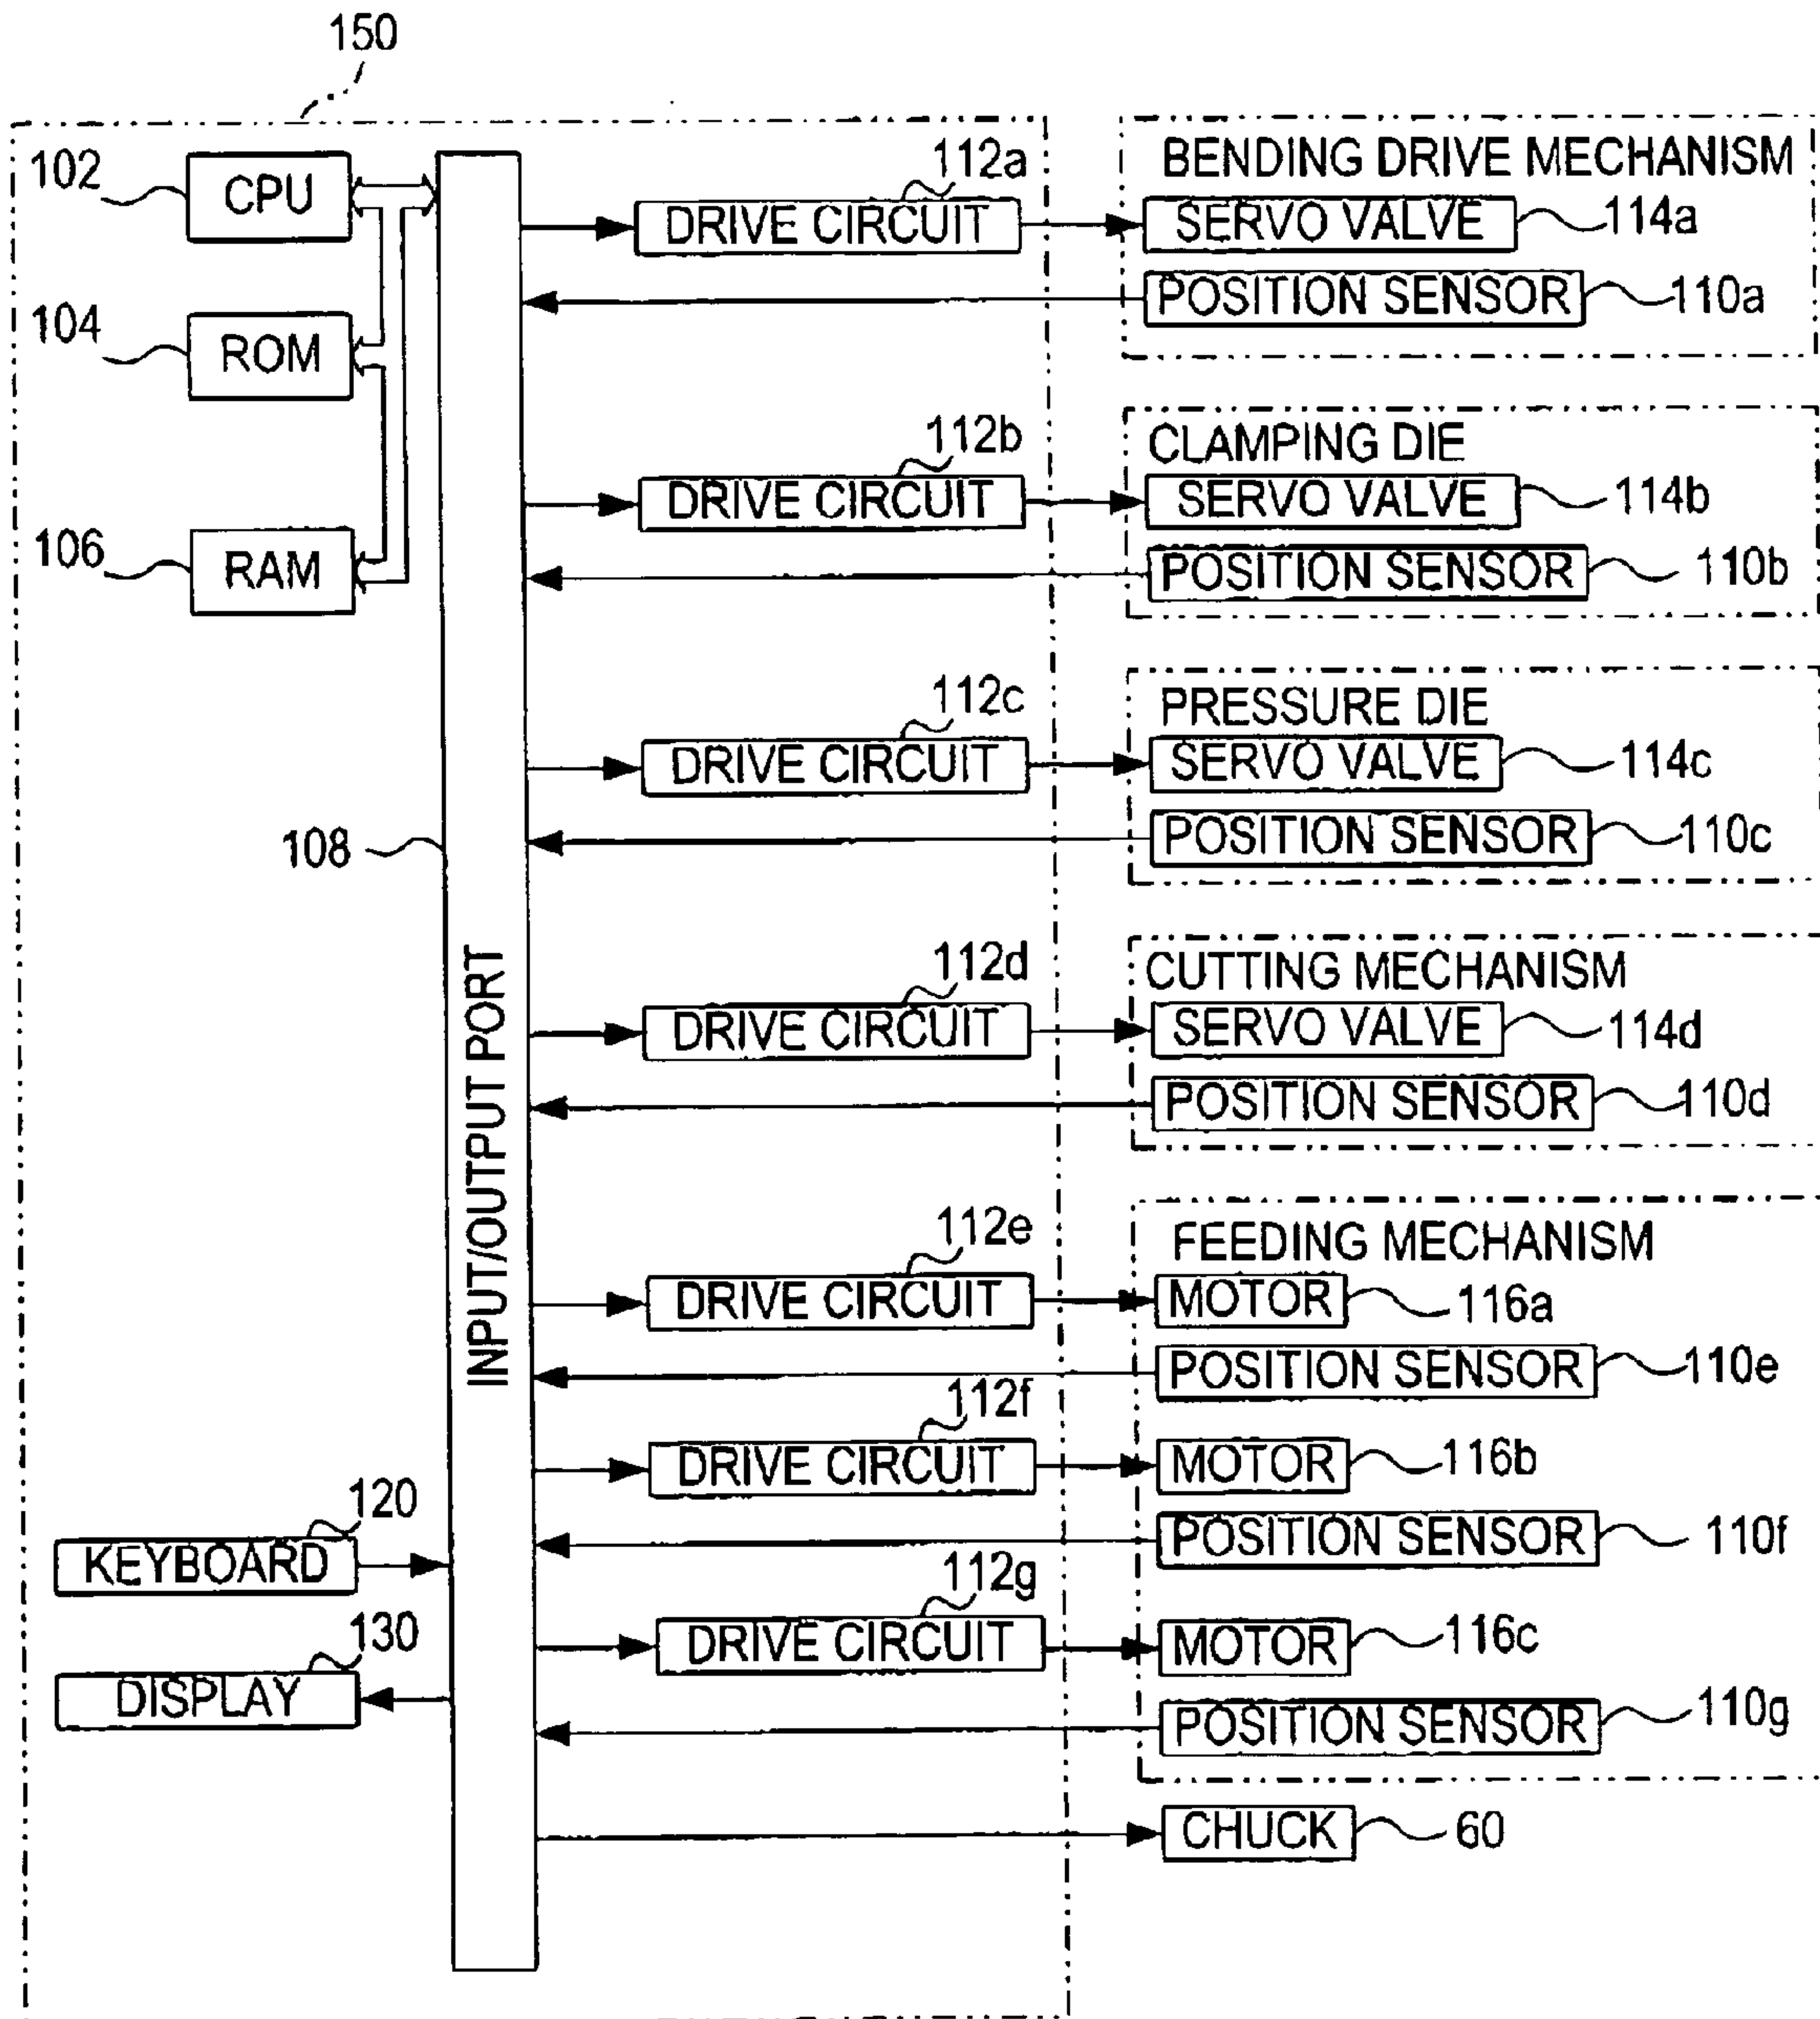 150
102
CPU
112a
BENDING DRIVE MECHANISM
DRIVE CIRCUIT
SERVO VALVE
114a
POSITION SENSOR
110a
104
ROM
112b
CLAMPING DIE
DRIVE CIRCUIT
SERVO VALVE
114b
106
RAM
POSITION SENSOR
110b
112c
PRESSURE DIE
DRIVE CIRCUIT
SERVO VALVE
114c
108
POSITION SENSOR
110c
INPUT/OUTPUT PORT
112d
CUTTING MECHANISM
DRIVE CIRCUIT
SERVO VALVE
114d
POSITION SENSOR
110d
112e
FEEDING MECHANISM
DRIVE CIRCUIT
MOTOR
116a
POSITION SENSOR
110e
112f
DRIVE CIRCUIT
MOTOR
116b
120
KEYBOARD
POSITION SENSOR
110f
112g
130
DRIVE CIRCUIT
MOTOR
116c
DISPLAY
POSITION SENSOR
110g
CHUCK
60